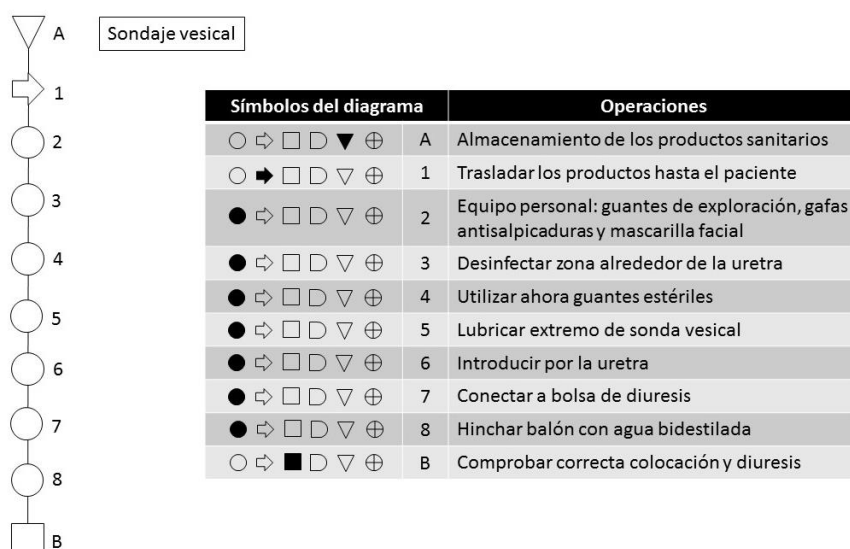 A
Sondaje vesical
1
2
3
4
5
6
7
8
B
Símbolos del diagrama Operaciones
A Almacenamiento de los productos sanitarios
1 Trasladar los productos hasta el paciente
2 Equipo personal: guantes de exploración, gafas
antisalpicaduras y mascarilla facial
3 Desinfectar zona alrededor de la uretra
4 Utilizar ahora guantes estériles
5 Lubricar extremo de sonda vesical
6 Introducir por la uretra
7 Conectar a bolsa de diuresis
8 Hinchar balón con agua bidestilada
B Comprobar correcta colocación y diuresis